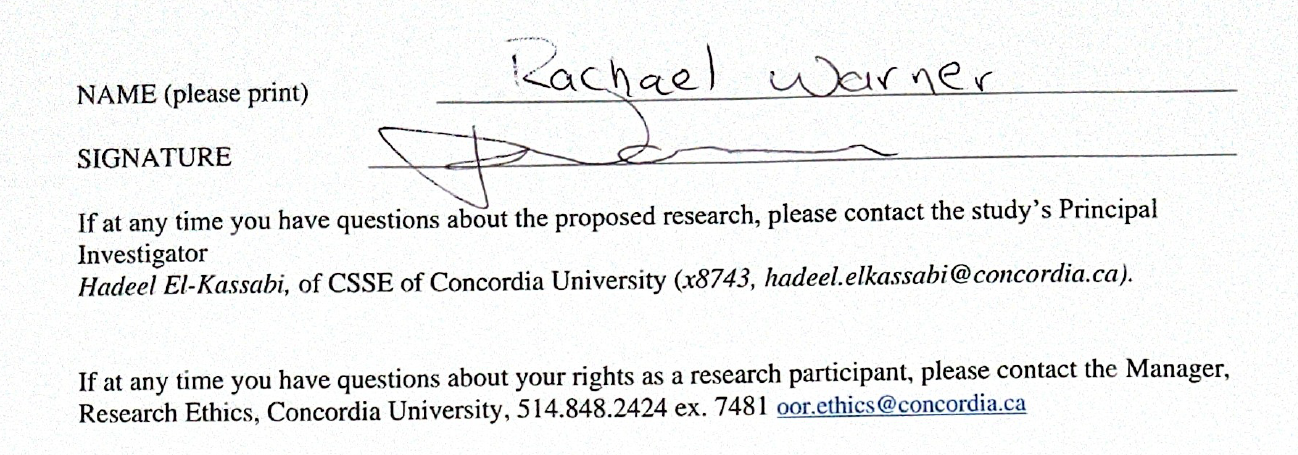 NAME (please print) Rachael Warner
SIGNATURE
If at any time you have questions about the proposed research, please contact the study's Principal
Investigator
Hadeel El-Kassabi, of CSSE of Concordia University (x8743, hadeel.elkassabi@concordia.ca).
If at any time you have questions about your rights as a research participant, please contact the Manager,
Research Ethics, Concordia University, 514.848.2424 ex. 7481 oor.ethics@concordia.ca